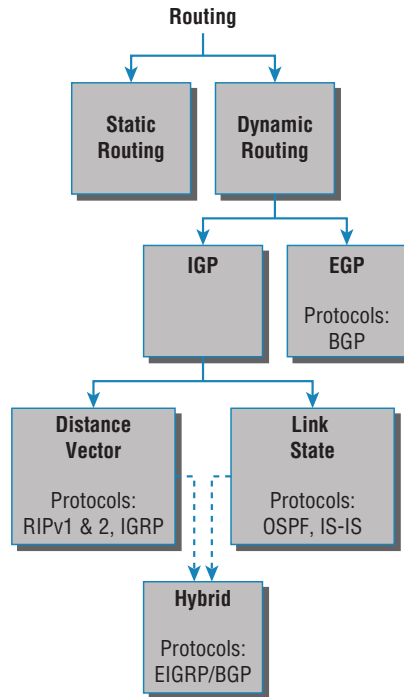 Routing
Static
Routing
Dynamic
Routing
IGP
EGP
Protocols:
BGP
Distance
Vector
Protocols:
RIPv1 & 2, IGRP
Link
State
Protocols:
OSPF, IS-IS
Hybrid
Protocols:
EIGRP/BGP